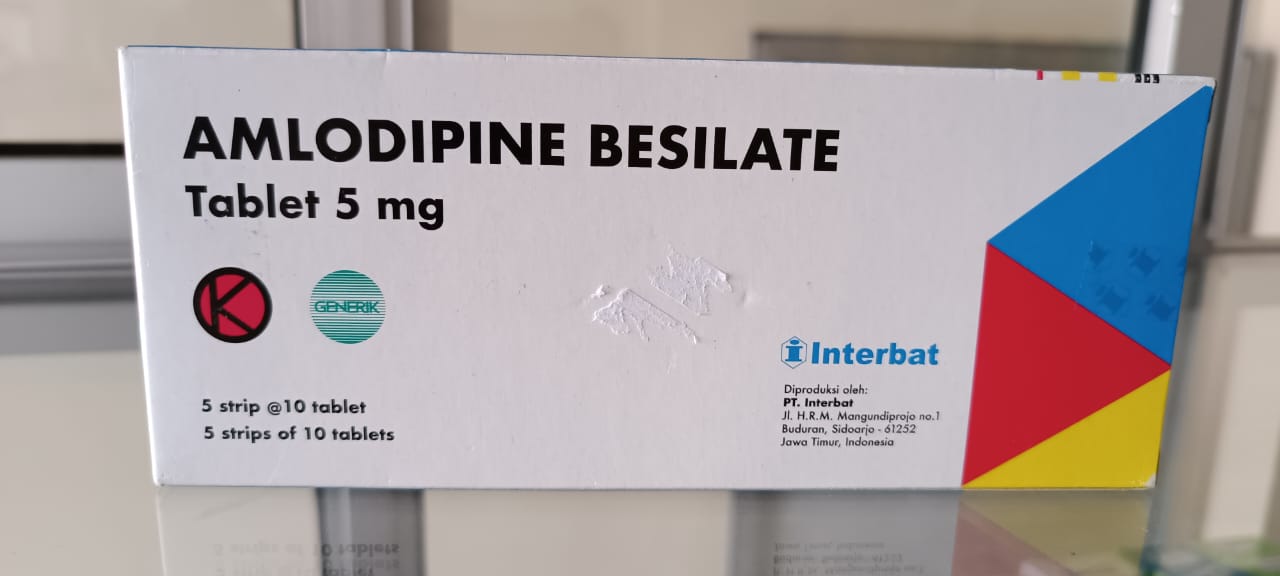 AMLODIPINE BESILATE
Tablet 5 mg
K
GENERIK
5 strip @10 tablet
5 strips of 10 tablets
Interbat
Diproduksi oleh:
PT. Interbat
Jl. H.R.M. Mangundiprojo no.1
Buduran, Sidoarjo - 61252
Jawa Timur, Indonesia